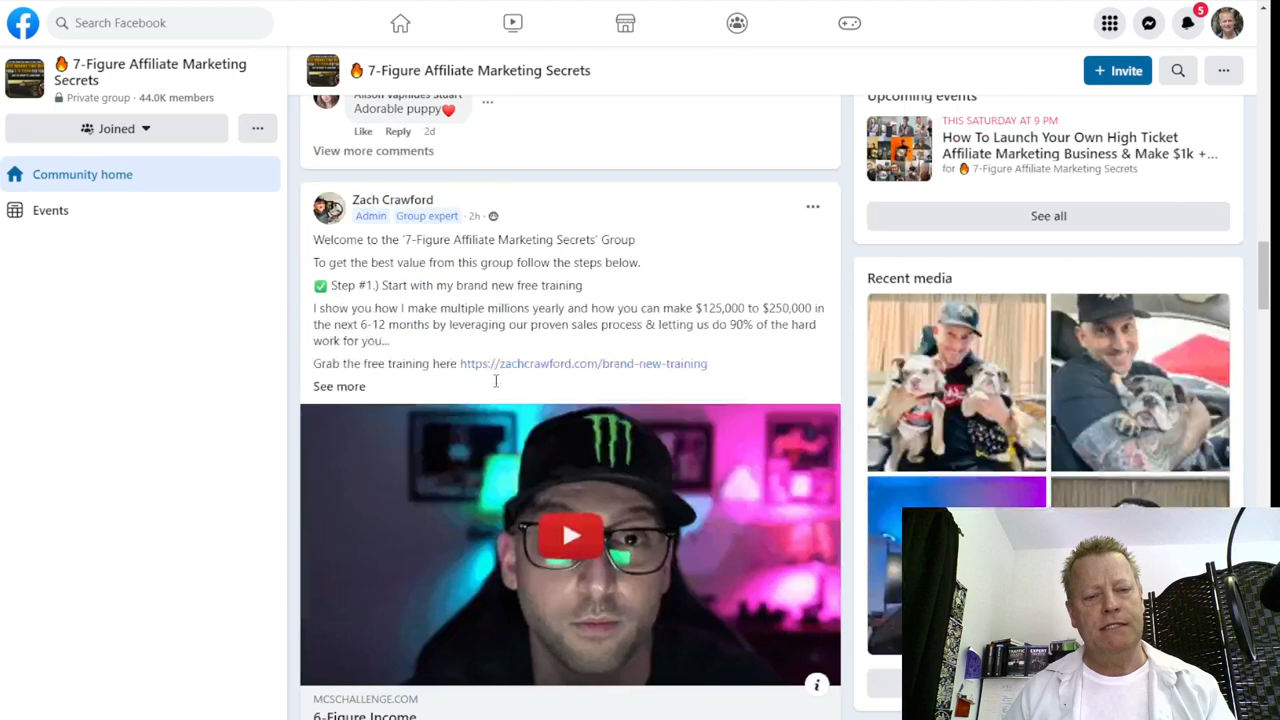 Search Facebook
5
🔥 7-Figure Affiliate Marketing
Secrets
Private group · 44.0K members
Joined
Community home
Events
🔥 7-Figure Affiliate Marketing Secrets
+ Invite
Adorable puppy❤️
Like Reply 2d
View more comments
Zach Crawford
Admin Group expert · 2h ·
Welcome to the '7-Figure Affiliate Marketing Secrets' Group
To get the best value from this group follow the steps below.
✅ Step #1.) Start with my brand new free training
I show you how I make multiple millions yearly and how you can make $125,000 to $250,000 in
the next 6-12 months by leveraging our proven sales process & letting us do 90% of the hard
work for you...
Grab the free training here https://zachcrawford.com/brand-new-training
See more
MCSCHALLENGE.COM
6-Figure Income
Upcoming events
THIS SATURDAY AT 9 PM
How To Launch Your Own High Ticket
Affiliate Marketing Business & Make $1k +...
for 🔥 7-Figure Affiliate Marketing Secrets
See all
Recent media